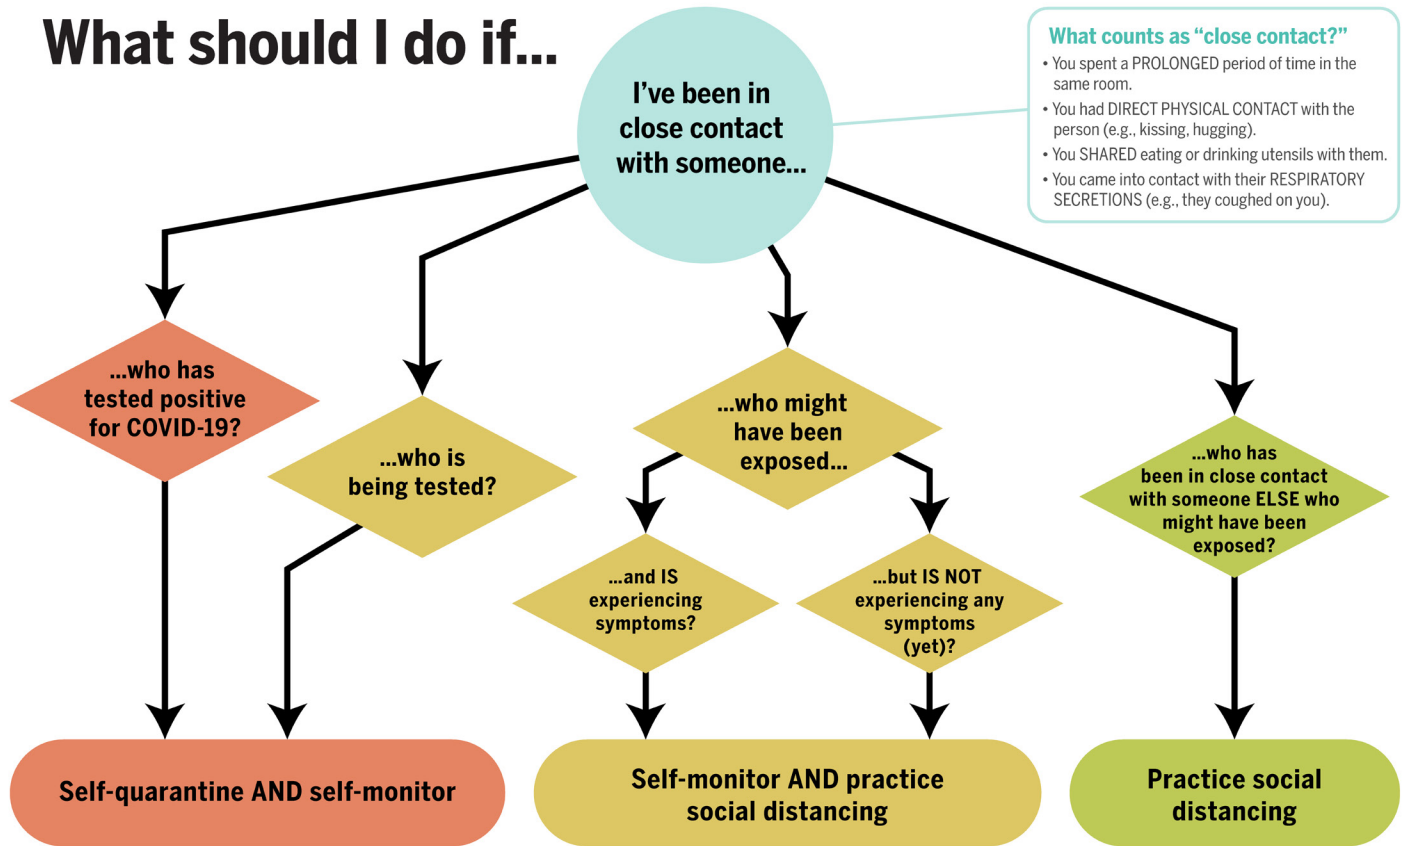 What should I do if...
I've been in
close contact
with someone...
What counts as “close contact?”
• You spent a PROLONGED period of time in the
same room.
• You had DIRECT PHYSICAL CONTACT with the
person (e.g., kissing, hugging).
• You SHARED eating or drinking utensils with them.
• You came into contact with their RESPIRATORY
SECRETIONS (e.g., they coughed on you).
...who has
tested positive
for COVID-19?
...who is
being tested?
...who might
have been
exposed...
...and IS
experiencing
symptoms?
...but IS NOT
experiencing any
symptoms
(yet)?
...who has
been in close contact
with someone ELSE who
might have been
exposed?
Self-quarantine AND self-monitor
Self-monitor AND practice
social distancing
Practice social
distancing